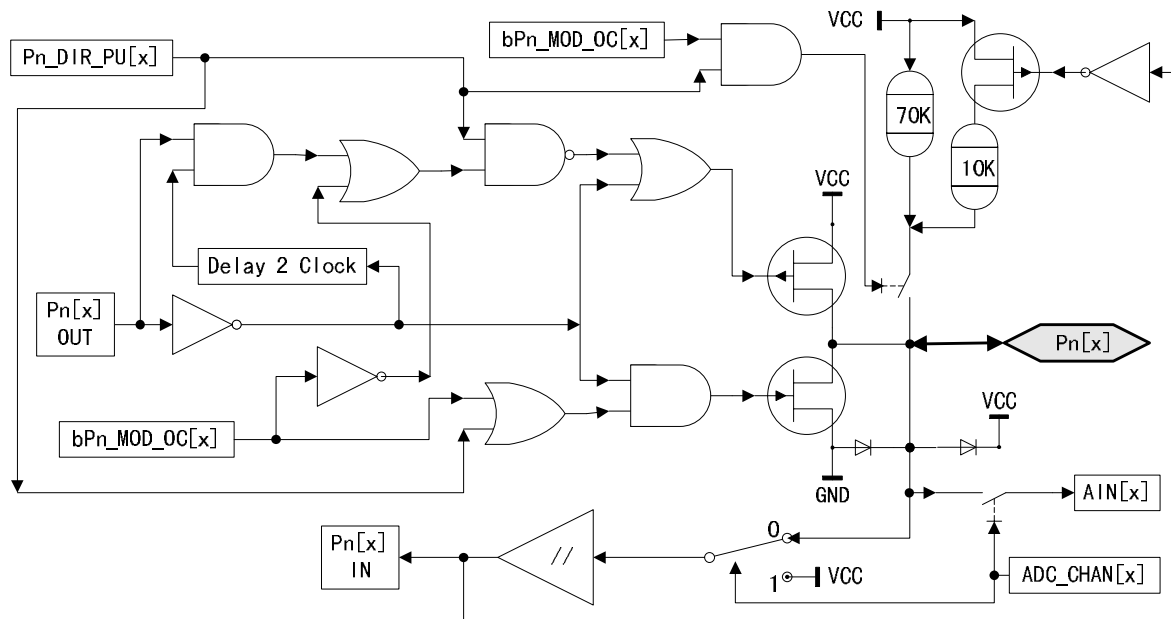 bPn_MOD_OC[x]
VCC
Pn_DIR_PU[x]
70K
10K
VCC
Delay 2 Clock
Pn[x]
OUT
Pn[x]
VCC
bPn_MOD_OC[x]
GND
AIN[x]
Pn[x]
IN
//
0
1
VCC
ADC_CHAN[x]